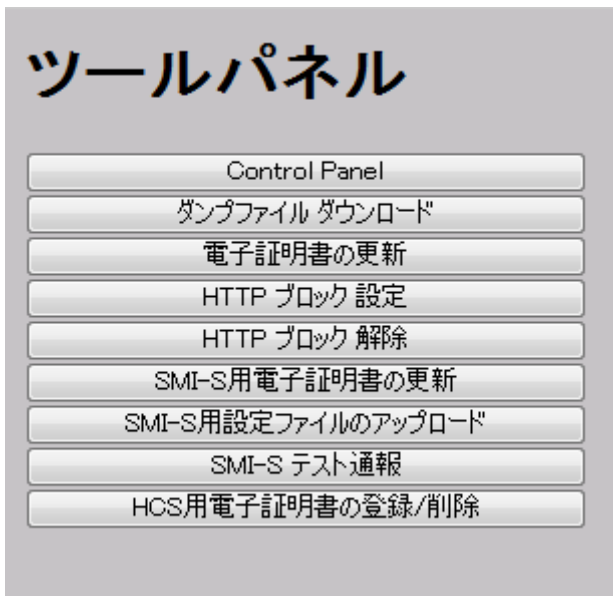 ツールパネル
Control Panel
ダンプファイル ダウンロード
電子証明書の更新
HTTP ブロック 設定
HTTP ブロック 解除
SMI-S用電子証明書の更新
SMI-S用設定ファイルのアップロード
SMI-S テスト通報
HCS用電子証明書の登録/削除